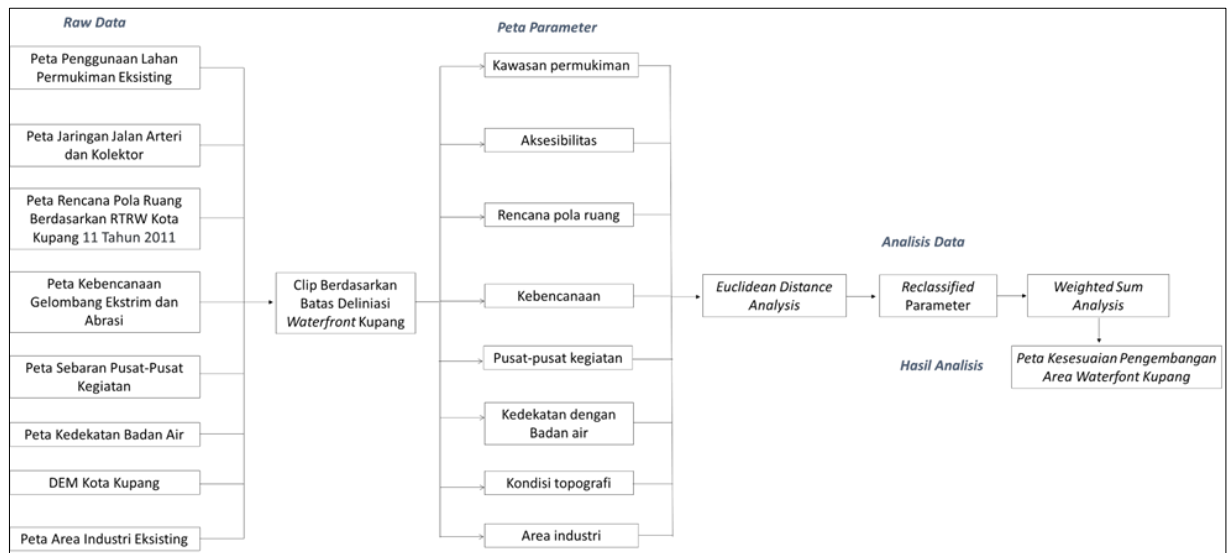 Raw Data
Peta Penggunaan Lahan
Permukiman Eksisting
Peta Jaringan Jalan Arteri
dan Kolektor
Peta Rencana Pola Ruang
Berdasarkan RTRW Kota
Kupang 11 Tahun 2011
Peta Kebencanaan
Gelombang Ekstrim dan
Abrasi
Peta Sebaran Pusat-Pusat
Kegiatan
Peta Kedekatan Badan Air
DEM Kota Kupang
Peta Area Industri Eksisting
Clip Berdasarkan
Batas Deliniasi
Waterfront Kupang
Peta Parameter
Kawasan permukiman
Aksesibilitas
Rencana pola ruang
Kebencanaan
Pusat-pusat kegiatan
Kedekatan dengan
Badan air
Kondisi topografi
Area industri
Analisis Data
Euclidean Distance
Analysis
Reclassified
Parameter
Weighted Sum
Analysis
Hasil Analisis
Peta Kesesuaian Pengembangan
Area Waterfont Kupang